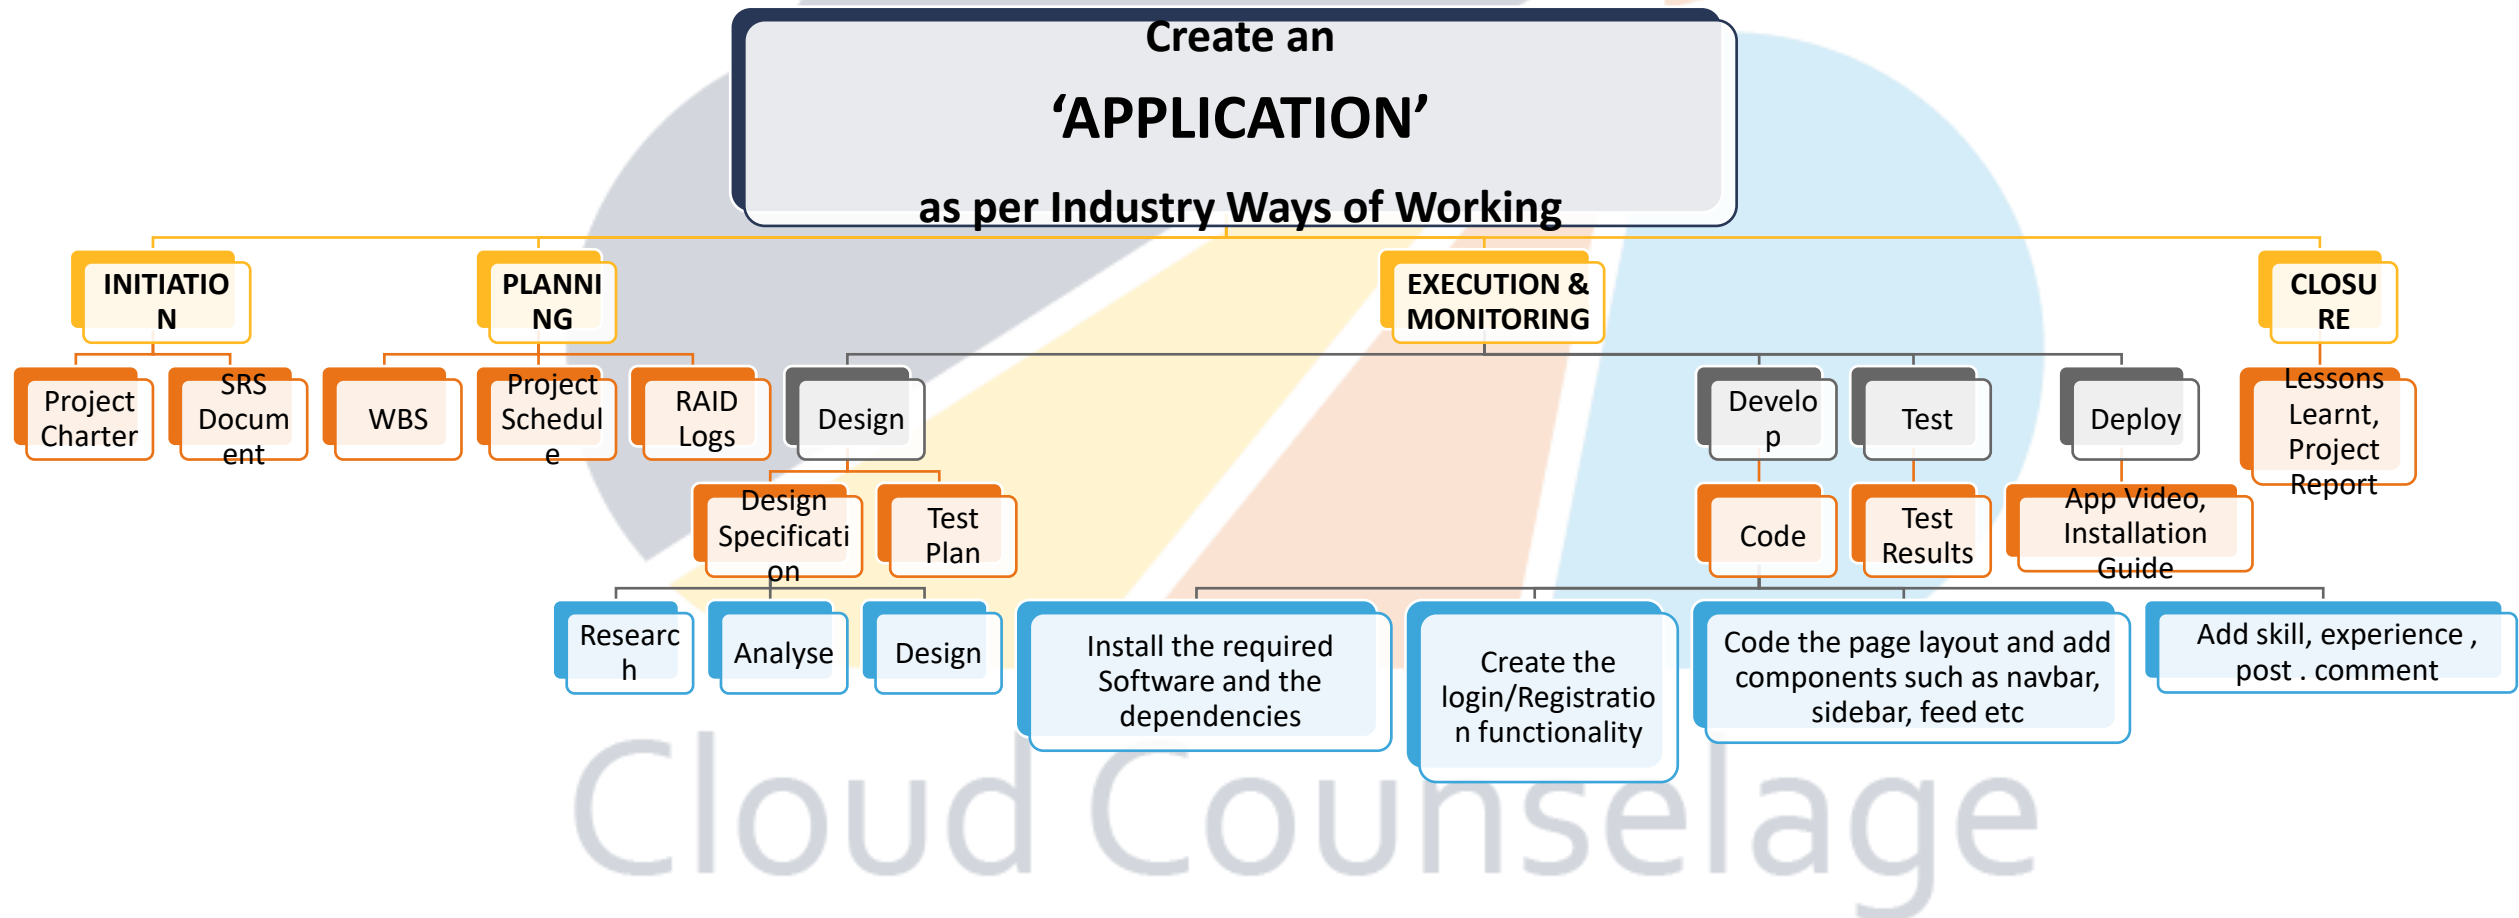 Create an
‘APPLICATION’
as per Industry Ways of Working
INITIATIO
N
PLANNI
NG
EXECUTION &
MONITORING
CLOSU
RE
Project
Charter
SRS
Docum
ent
WBS
Project
Schedul
e
RAID
Logs
Design
Develo
p
Test
Deploy
Lessons
Learnt,
Project
Report
Design
Specificati
on
Test
Plan
Code
Test
Results
App Video,
Installation
Guide
Researc
h
Analyse
Design
Install the required
Software and the
dependencies
Create the
login/Registratio
n functionality
Code the page layout and add
components such as navbar,
sidebar, feed etc
Add skill, experience ,
post . comment
Cloud Counselage